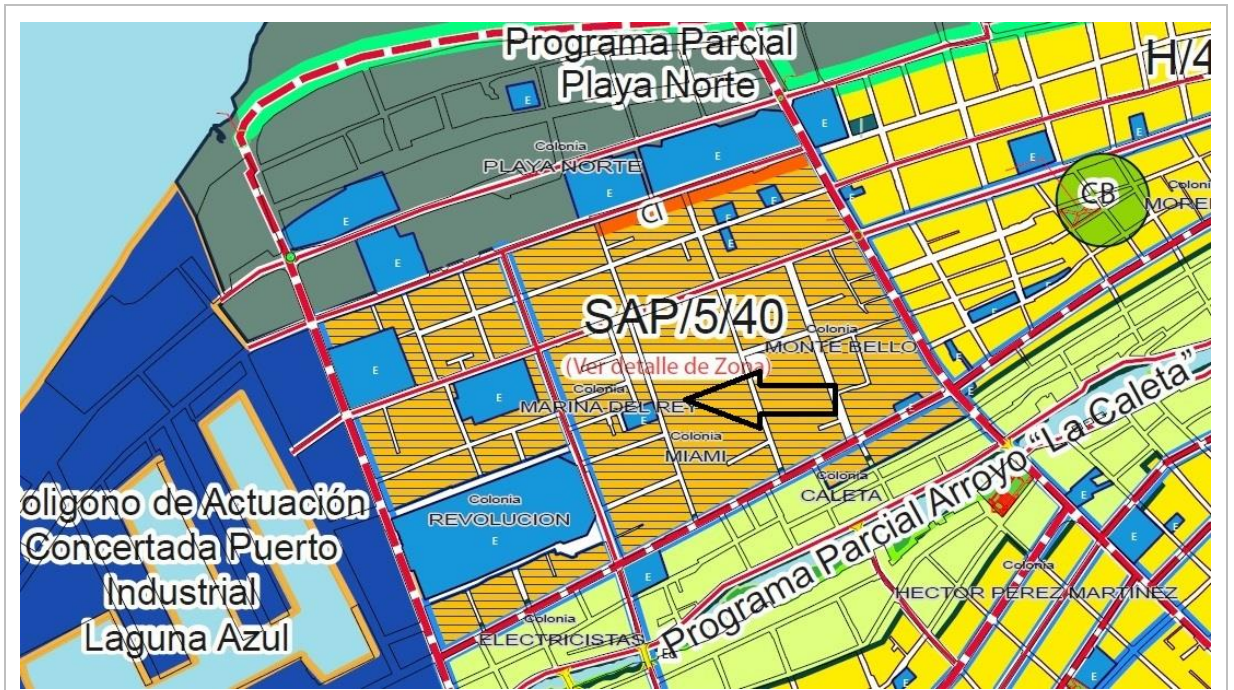 Programa Parcial
Playa Norte
H/4
E
E
E
Colonia
PLAYA NORTE
E
E
E
E
E
CB
Coloni
MORE
CI
E
E
E
E
E
E
E
SAP/5/40
(Ver detalle de Zona)
Colonia
MONTE BELLO
E
E
Colonia
MARINA DEL REY
E
E
E
Colonia
MIAMI
Colonia
CALETA
Programa Parcial Arroyo "La Caleta"
E
Colonia
REVOLUCION
E
oligono de Actuación
Concertada Puerto
Industrial
Laguna Azul
E
E
Colonia
HECTOR PEREZ MARTINEZ
Colonia
ELECTRICISTAS
E
E